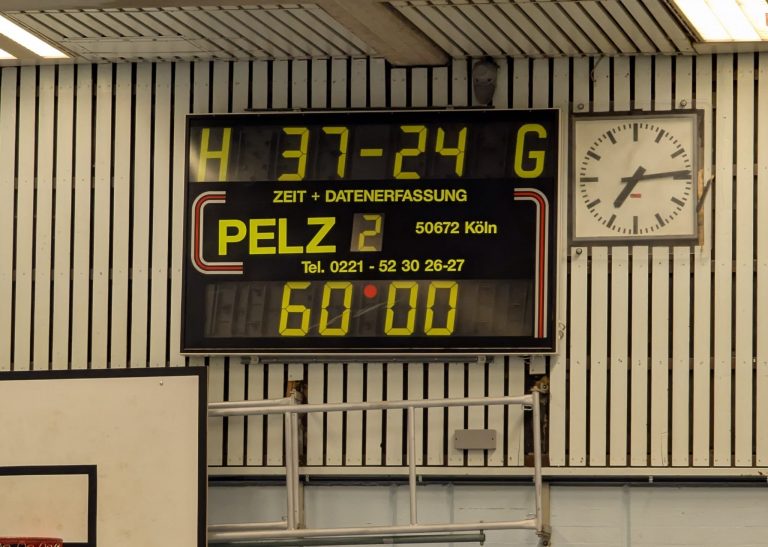 H 37-24 G
ZEIT + DATENERFASSUNG
PELZ 2 50672 Köln
Tel. 0221 - 52 30 26-27
60 00